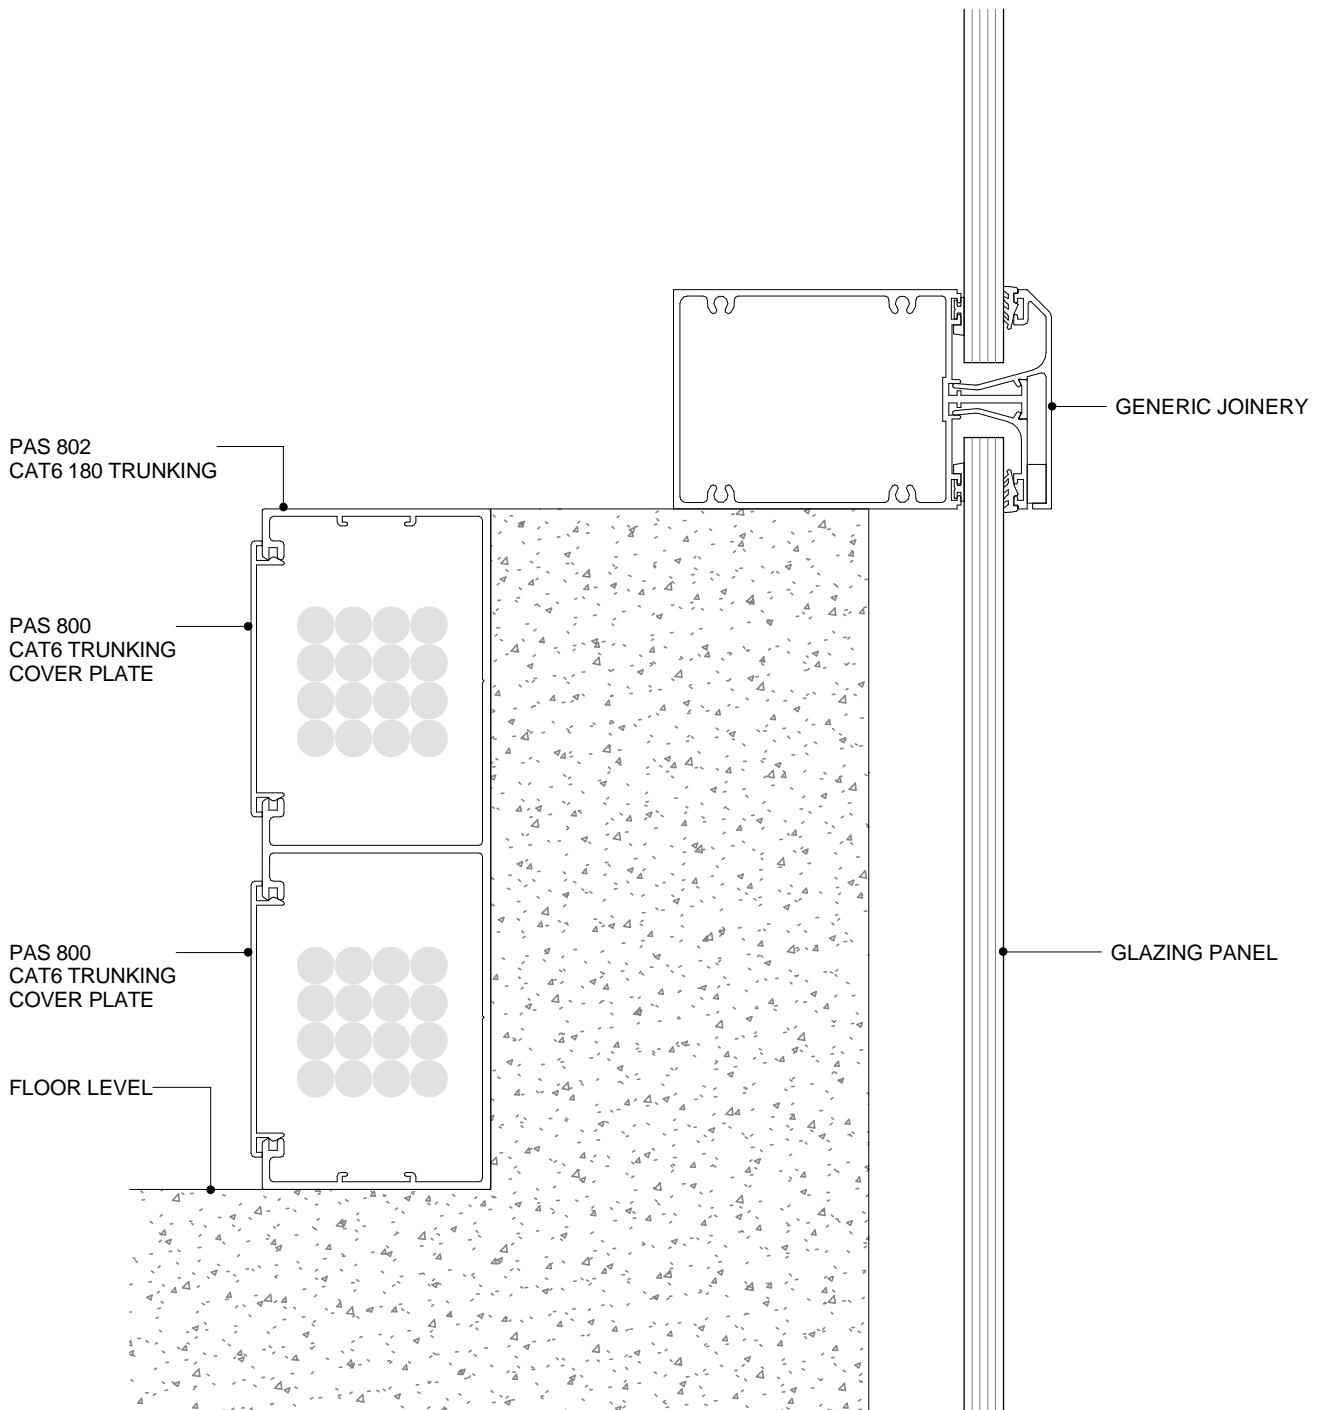 GENERIC JOINERY
PAS 802
CAT6 180 TRUNKING
PAS 800
CAT6 TRUNKING
COVER PLATE
PAS 800
CAT6 TRUNKING
COVER PLATE
GLAZING PANEL
FLOOR LEVEL